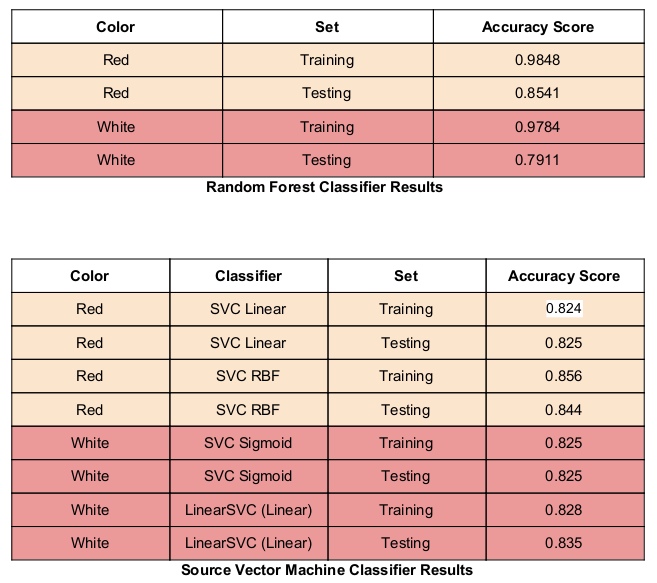 Color Set Accuracy Score
Red Training 0.9848
Red Testing 0.8541
White Training 0.9784
White Testing 0.7911
Random Forest Classifier Results
Color Classifier Set Accuracy Score
Red SVC Linear Training 0.824
Red SVC Linear Testing 0.825
Red SVC RBF Training 0.856
Red SVC RBF Testing 0.844
White SVC Sigmoid Training 0.825
White SVC Sigmoid Testing 0.825
White LinearSVC (Linear) Training 0.828
White LinearSVC (Linear) Testing 0.835
Source Vector Machine Classifier Results